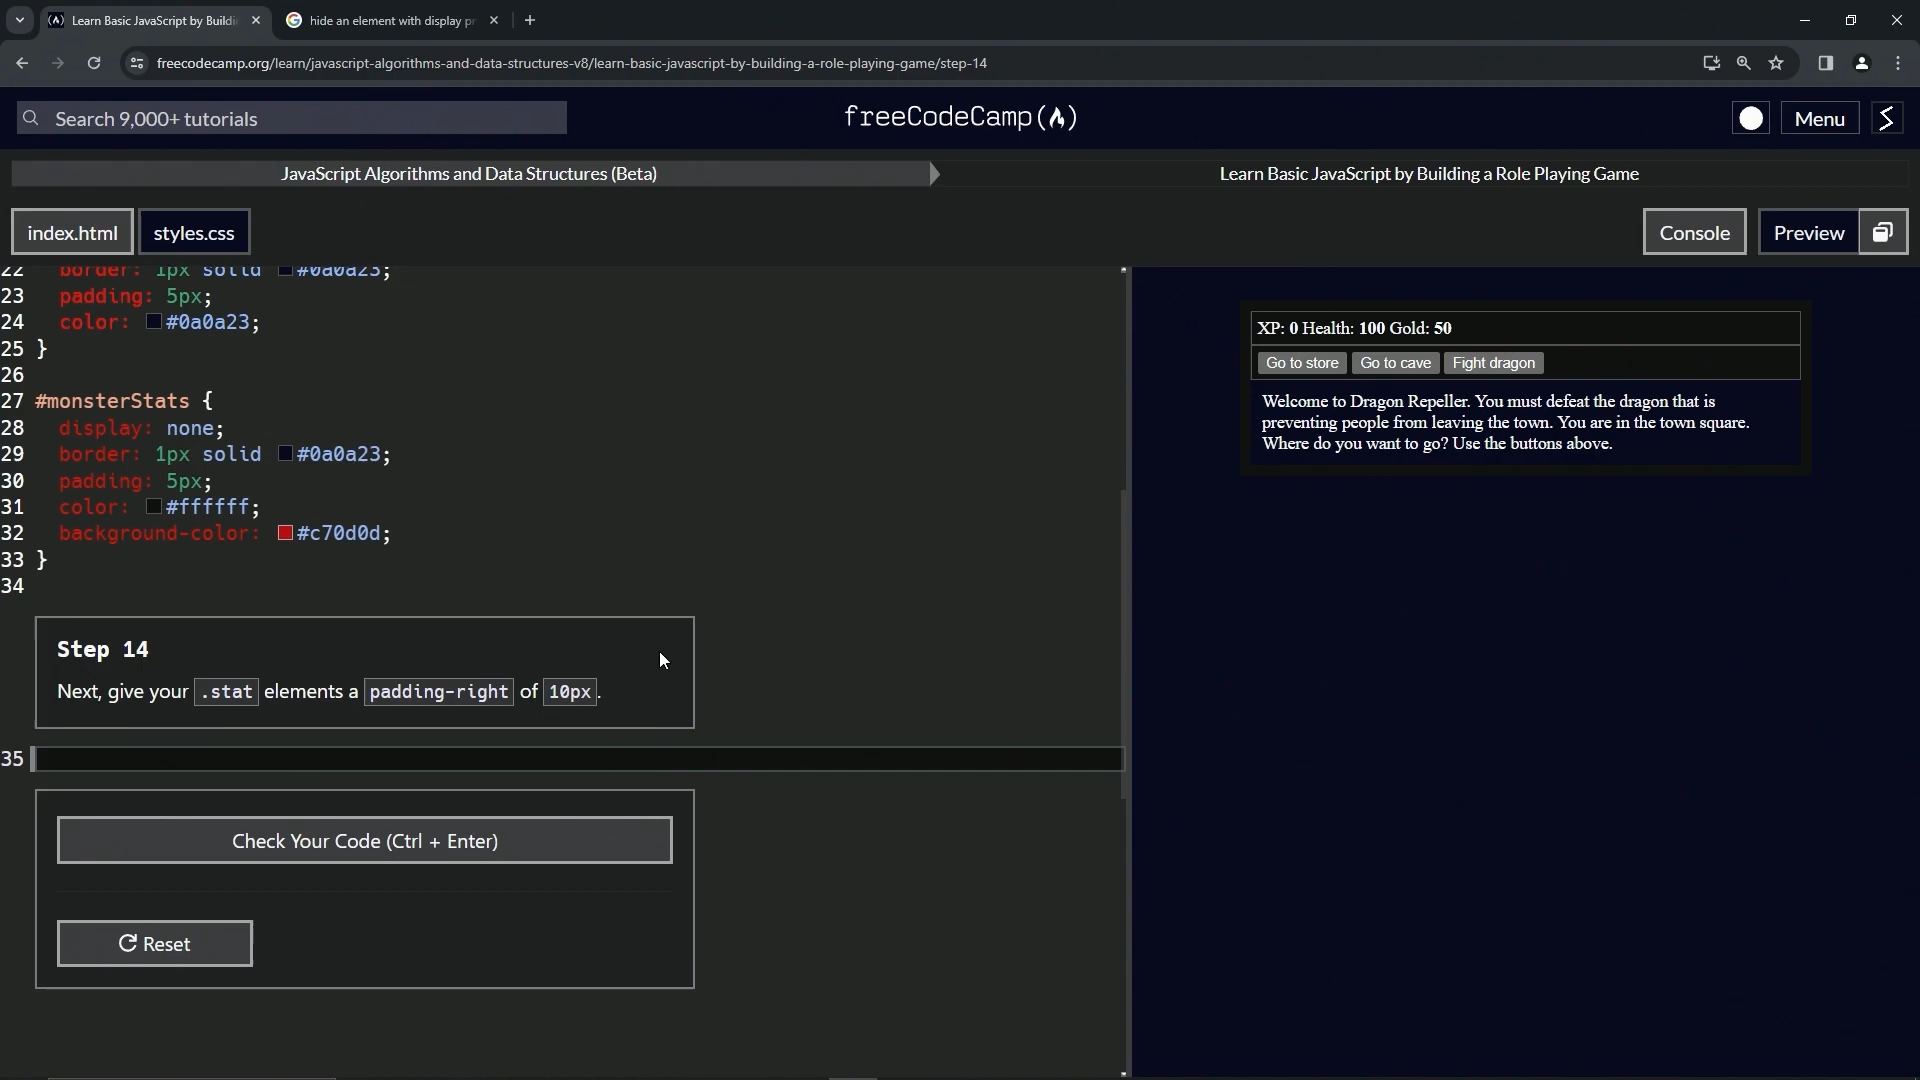 Learn Basic JavaScript by Buildi
hide an element with display pr
freecodecamp.org/learn/javascript-algorithms-and-data-structures-v8/learn-basic-javascript-by-building-a-role-playing-game/step-14
Search 9,000+ tutorials
freeCodeCamp
Menu
JavaScript Algorithms and Data Structures (Beta)
Learn Basic JavaScript by Building a Role Playing Game
index.html
styles.css
Console
Preview
22 border: 1px solid #0a0a23;
23 padding: 5px;
24 color: #0a0a23;
25 }
26
27 #monsterStats {
28 display: none;
29 border: 1px solid #0a0a23;
30 padding: 5px;
31 color: #ffffff;
32 background-color: #c70d0d;
33 }
34
Step 14
Next, give your .stat elements a padding-right of 10px.
35
Check Your Code (Ctrl + Enter)
Reset
XP: 0 Health: 100 Gold: 50
Go to store Go to cave Fight dragon
Welcome to Dragon Repeller. You must defeat the dragon that is
preventing people from leaving the town. You are in the town square.
Where do you want to go? Use the buttons above.